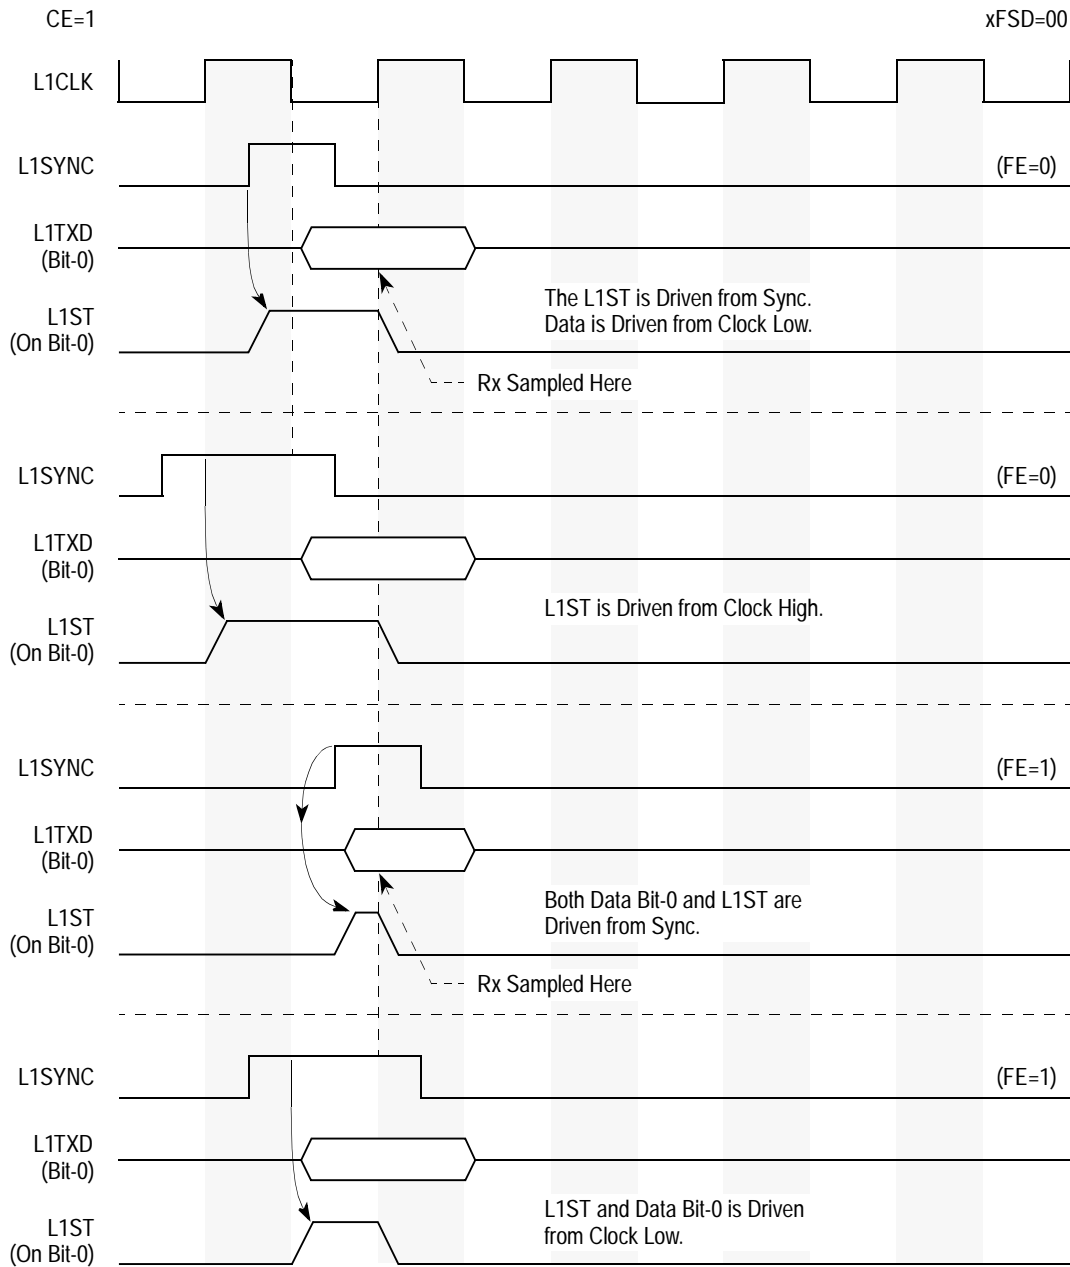 CE=1
xFSD=00
L1CLK
L1SYNC
(FE=0)
L1TXD
(Bit-0)
L1ST
(On Bit-0)
The L1ST is Driven from Sync.
Data is Driven from Clock Low.
Rx Sampled Here
L1SYNC
(FE=0)
L1TXD
(Bit-0)
L1ST
(On Bit-0)
L1ST is Driven from Clock High.
L1SYNC
(FE=1)
L1TXD
(Bit-0)
L1ST
(On Bit-0)
Both Data Bit-0 and L1ST are
Driven from Sync.
Rx Sampled Here
L1SYNC
(FE=1)
L1TXD
(Bit-0)
L1ST
(On Bit-0)
L1ST and Data Bit-0 is Driven
from Clock Low.